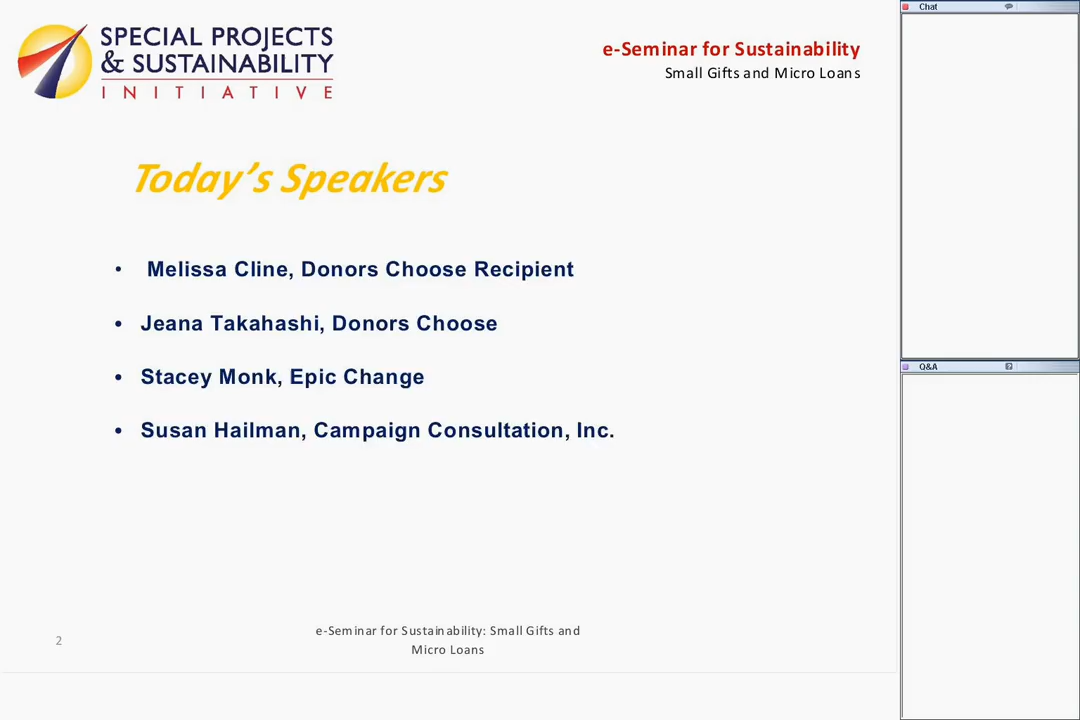 SPECIAL PROJECTS
& SUSTAINABILITY
INITIATIVE
e-Seminar for Sustainability
Small Gifts and Micro Loans
Today's Speakers
• Melissa Cline, Donors Choose Recipient
• Jeana Takahashi, Donors Choose
• Stacey Monk, Epic Change
• Susan Hailman, Campaign Consultation, Inc.
2
e-Seminar for Sustainability: Small Gifts and
Micro Loans
Chat
Q&A